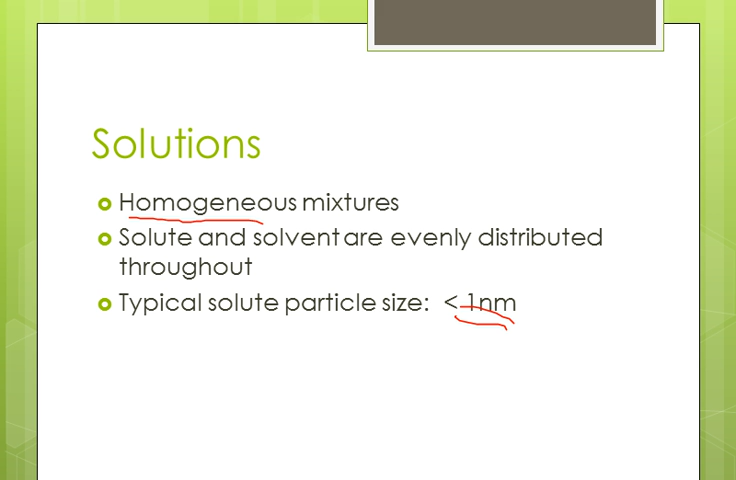 Solutions
Homogeneous mixtures
Solute and solvent are evenly distributed
throughout
Typical solute particle size: < 1nm